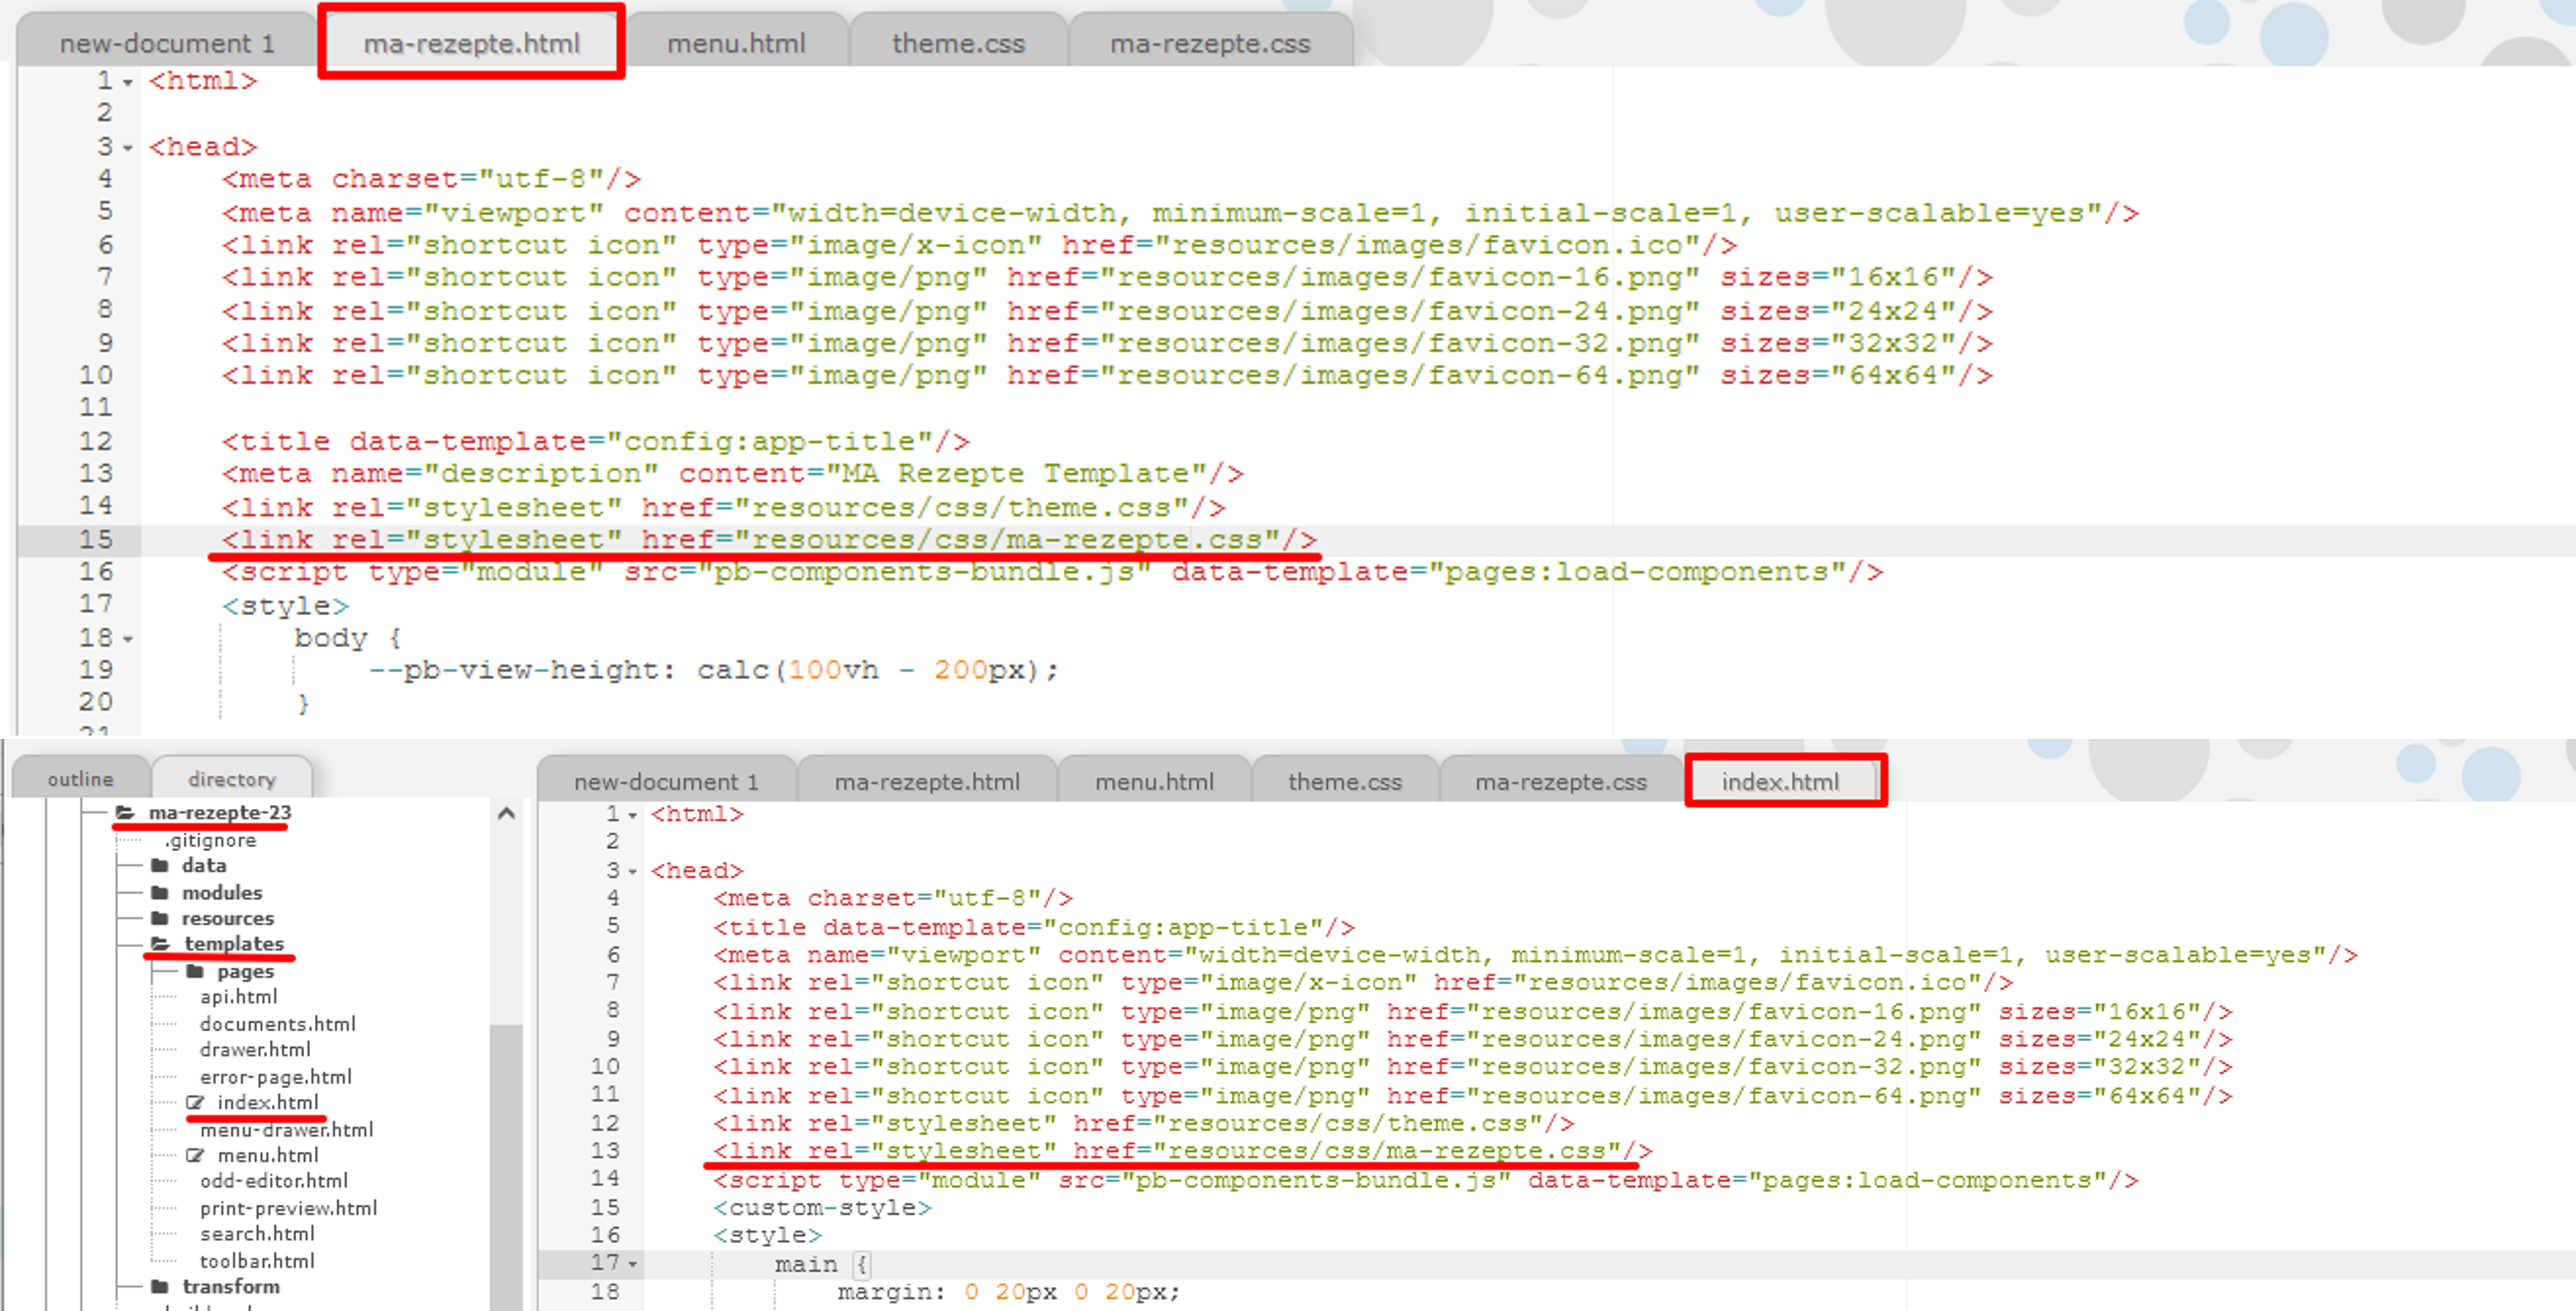 new-document 1 ma-rezepte.html menu.html theme.css ma-rezepte.css
1 <html>
2
3 <head>
4 <meta charset="utf-8"/>
5 <meta name="viewport" content="width=device-width, minimum-scale=1, initial-scale=1, user-scalable=yes"/>
6 <link rel="shortcut icon" type="image/x-icon" href="resources/images/favicon.ico"/>
7 <link rel="shortcut icon" type="image/png" href="resources/images/favicon-16.png" sizes="16x16"/>
8 <link rel="shortcut icon" type="image/png" href="resources/images/favicon-24.png" sizes="24x24"/>
9 <link rel="shortcut icon" type="image/png" href="resources/images/favicon-32.png" sizes="32x32"/>
10 <link rel="shortcut icon" type="image/png" href="resources/images/favicon-64.png" sizes="64x64"/>
11
12 <title data-template="config:app-title"/>
13 <meta name="description" content="MA Rezepte Template"/>
14 <link rel="stylesheet" href="resources/css/theme.css"/>
15 <link rel="stylesheet" href="resources/css/ma-rezepte.css"/>
16 <script type="module" src="pb-components-bundle.js" data-template="pages:load-components"/>
17 <style>
18 body {
19 --pb-view-height: calc(100vh - 200px);
20 }
21
outline directory
ma-rezepte-23
.gitignore
data
modules
resources
templates
pages
api.html
documents.html
drawer.html
error-page.html
index.html
menu-drawer.html
menu.html
odd-editor.html
print-preview.html
search.html
toolbar.html
transform
new-document 1 ma-rezepte.html menu.html theme.css ma-rezepte.css index.html
1 <html>
2
3 <head>
4 <meta charset="utf-8"/>
5 <title data-template="config:app-title"/>
6 <meta name="viewport" content="width=device-width, minimum-scale=1, initial-scale=1, user-scalable=yes"/>
7 <link rel="shortcut icon" type="image/x-icon" href="resources/images/favicon.ico"/>
8 <link rel="shortcut icon" type="image/png" href="resources/images/favicon-16.png" sizes="16x16"/>
9 <link rel="shortcut icon" type="image/png" href="resources/images/favicon-24.png" sizes="24x24"/>
10 <link rel="shortcut icon" type="image/png" href="resources/images/favicon-32.png" sizes="32x32"/>
11 <link rel="shortcut icon" type="image/png" href="resources/images/favicon-64.png" sizes="64x64"/>
12 <link rel="stylesheet" href="resources/css/theme.css"/>
13 <link rel="stylesheet" href="resources/css/ma-rezepte.css"/>
14 <script type="module" src="pb-components-bundle.js" data-template="pages:load-components"/>
15 <custom-style>
16 <style>
17 main {
18 margin: 0 20px 0 20px;